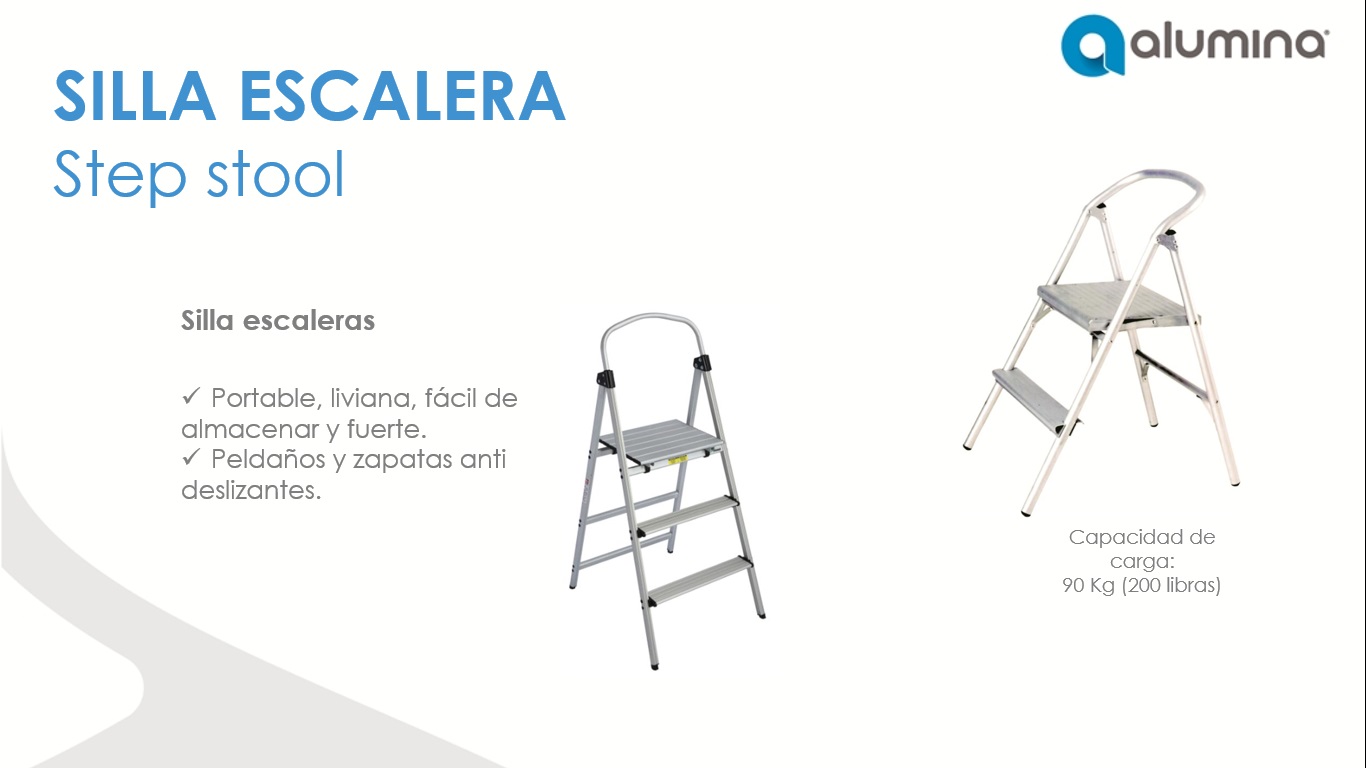 alumina
SILLA ESCALERA
Step stool
Silla escaleras
✓ Portable, liviana, fácil de
almacenar y fuerte.
✓ Peldaños y zapatas anti
deslizantes.
Capacidad de
carga:
90 Kg (200 libras)